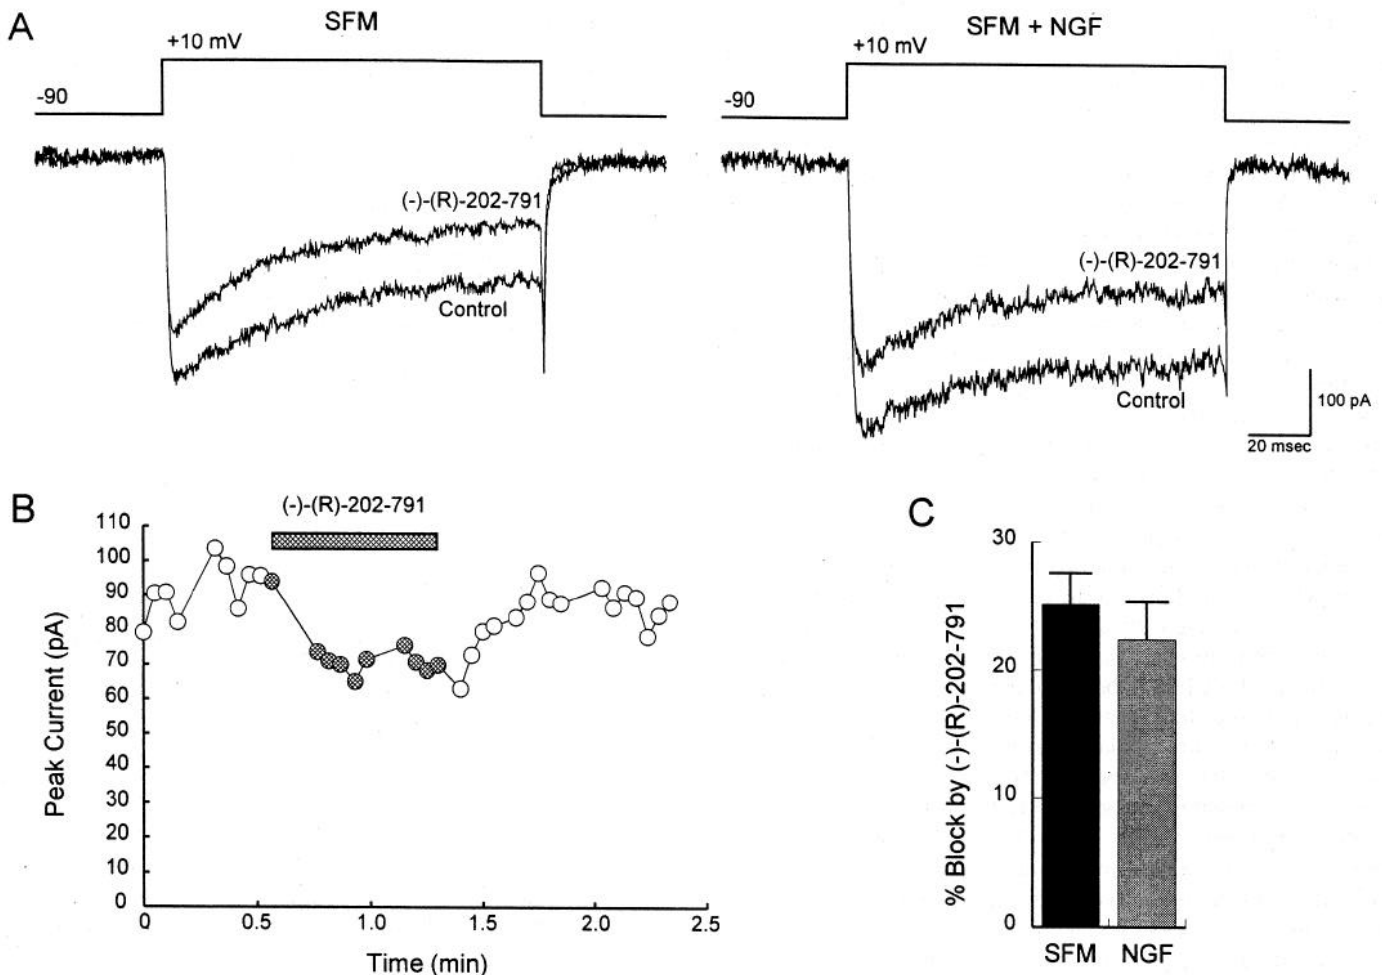 A
SFM
+10 mV
-90
(-)-(R)-202-791
Control
SFM + NGF
+10 mV
-90
(-)-(R)-202-791
Control
100 pA
20 msec
B
(-)-(R)-202-791
Peak Current (pA)
110
100
90
80
70
60
50
40
30
20
10
0
0 0.5 1.0 1.5 2.0 2.5
Time (min)
C
% Block by (-)-(R)-202-791
30
20
10
0
SFM NGF